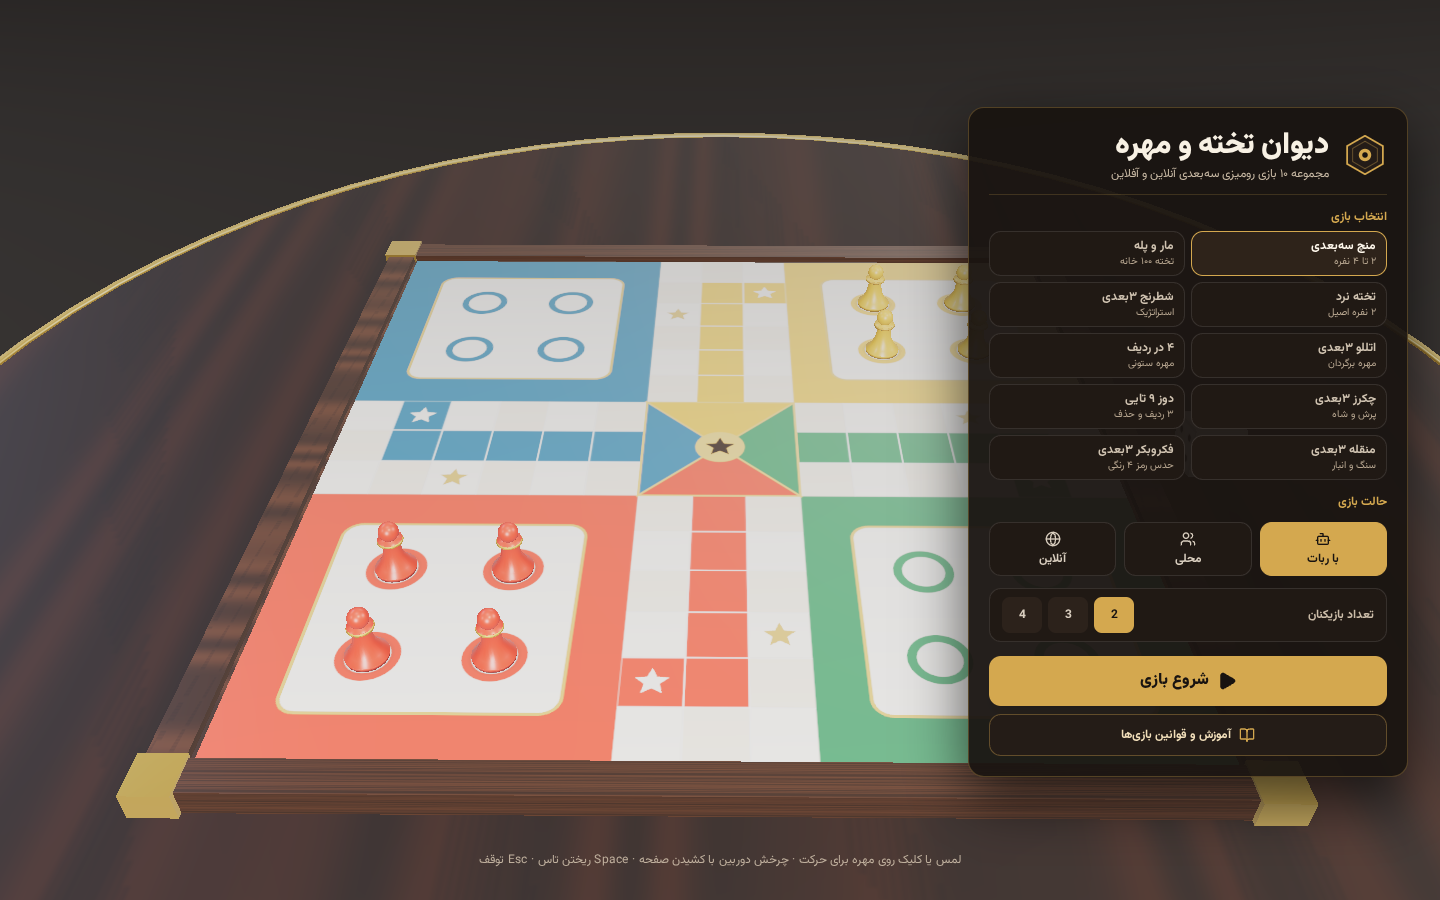 دیوان تخته و مهره
مجموعه ۱۰ بازی رومیزی سه‌بعدی آنلاین و آفلاین
انتخاب بازی
منچ سه‌بعدی
۲ تا ۴ نفره
مار و پله
تخته ۱۰۰ خانه
تخته نرد
۲ نفره اصیل
شطرنج ۳بعدی
استراتژیک
اتللو ۳بعدی
مهره برگردان
۴ در ردیف
مهره ستونی
چکرز ۳بعدی
پرش و شاه
دوز ۹ تایی
۳ ردیف و حذف
منقله ۳بعدی
سنگ و انبار
فکروبکر ۳بعدی
حدس رمز ۴ رنگی
حالت بازی
با ربات
محلی
آنلاین
تعداد بازیکنان
2
3
4
شروع بازی
آموزش و قوانین بازی‌ها
لمس یا کلیک روی مهره برای حرکت · چرخش دوربین با کشیدن صفحه · Space ریختن تاس · Esc توقف